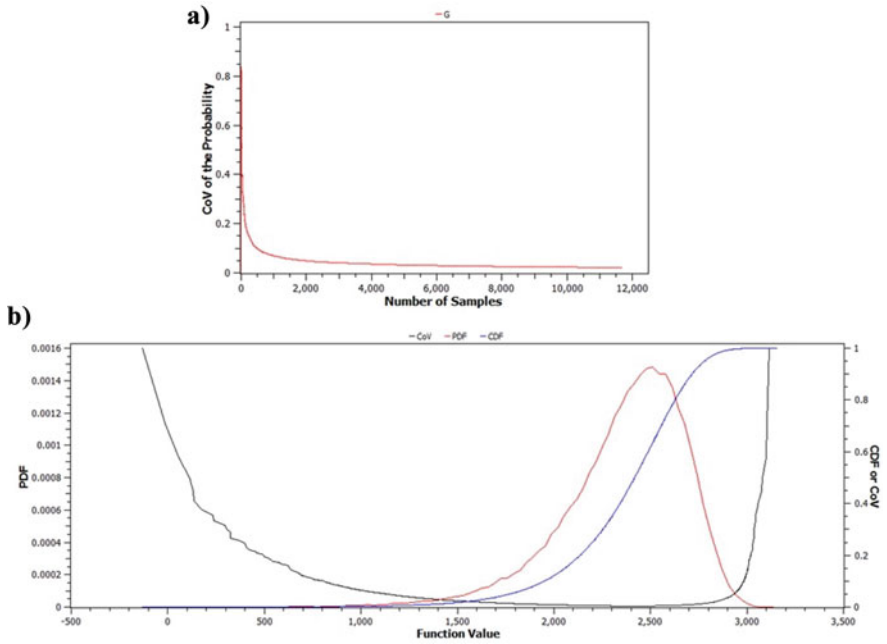 a)
G
1
0.8
0.6
0.4
0.2
0
CoV of the Probability
0 2,000 4,000 6,000 8,000 10,000 12,000
Number of Samples
b)
CoV PDF CDF
0.0016
0.0014
0.0012
0.001
0.0008
0.0006
0.0004
0.0002
0
PDF
1
0.8
0.6
0.4
0.2
0
CDF or CoV
-500 0 500 1,000 1,500 2,000 2,500 3,000 3,500
Function Value